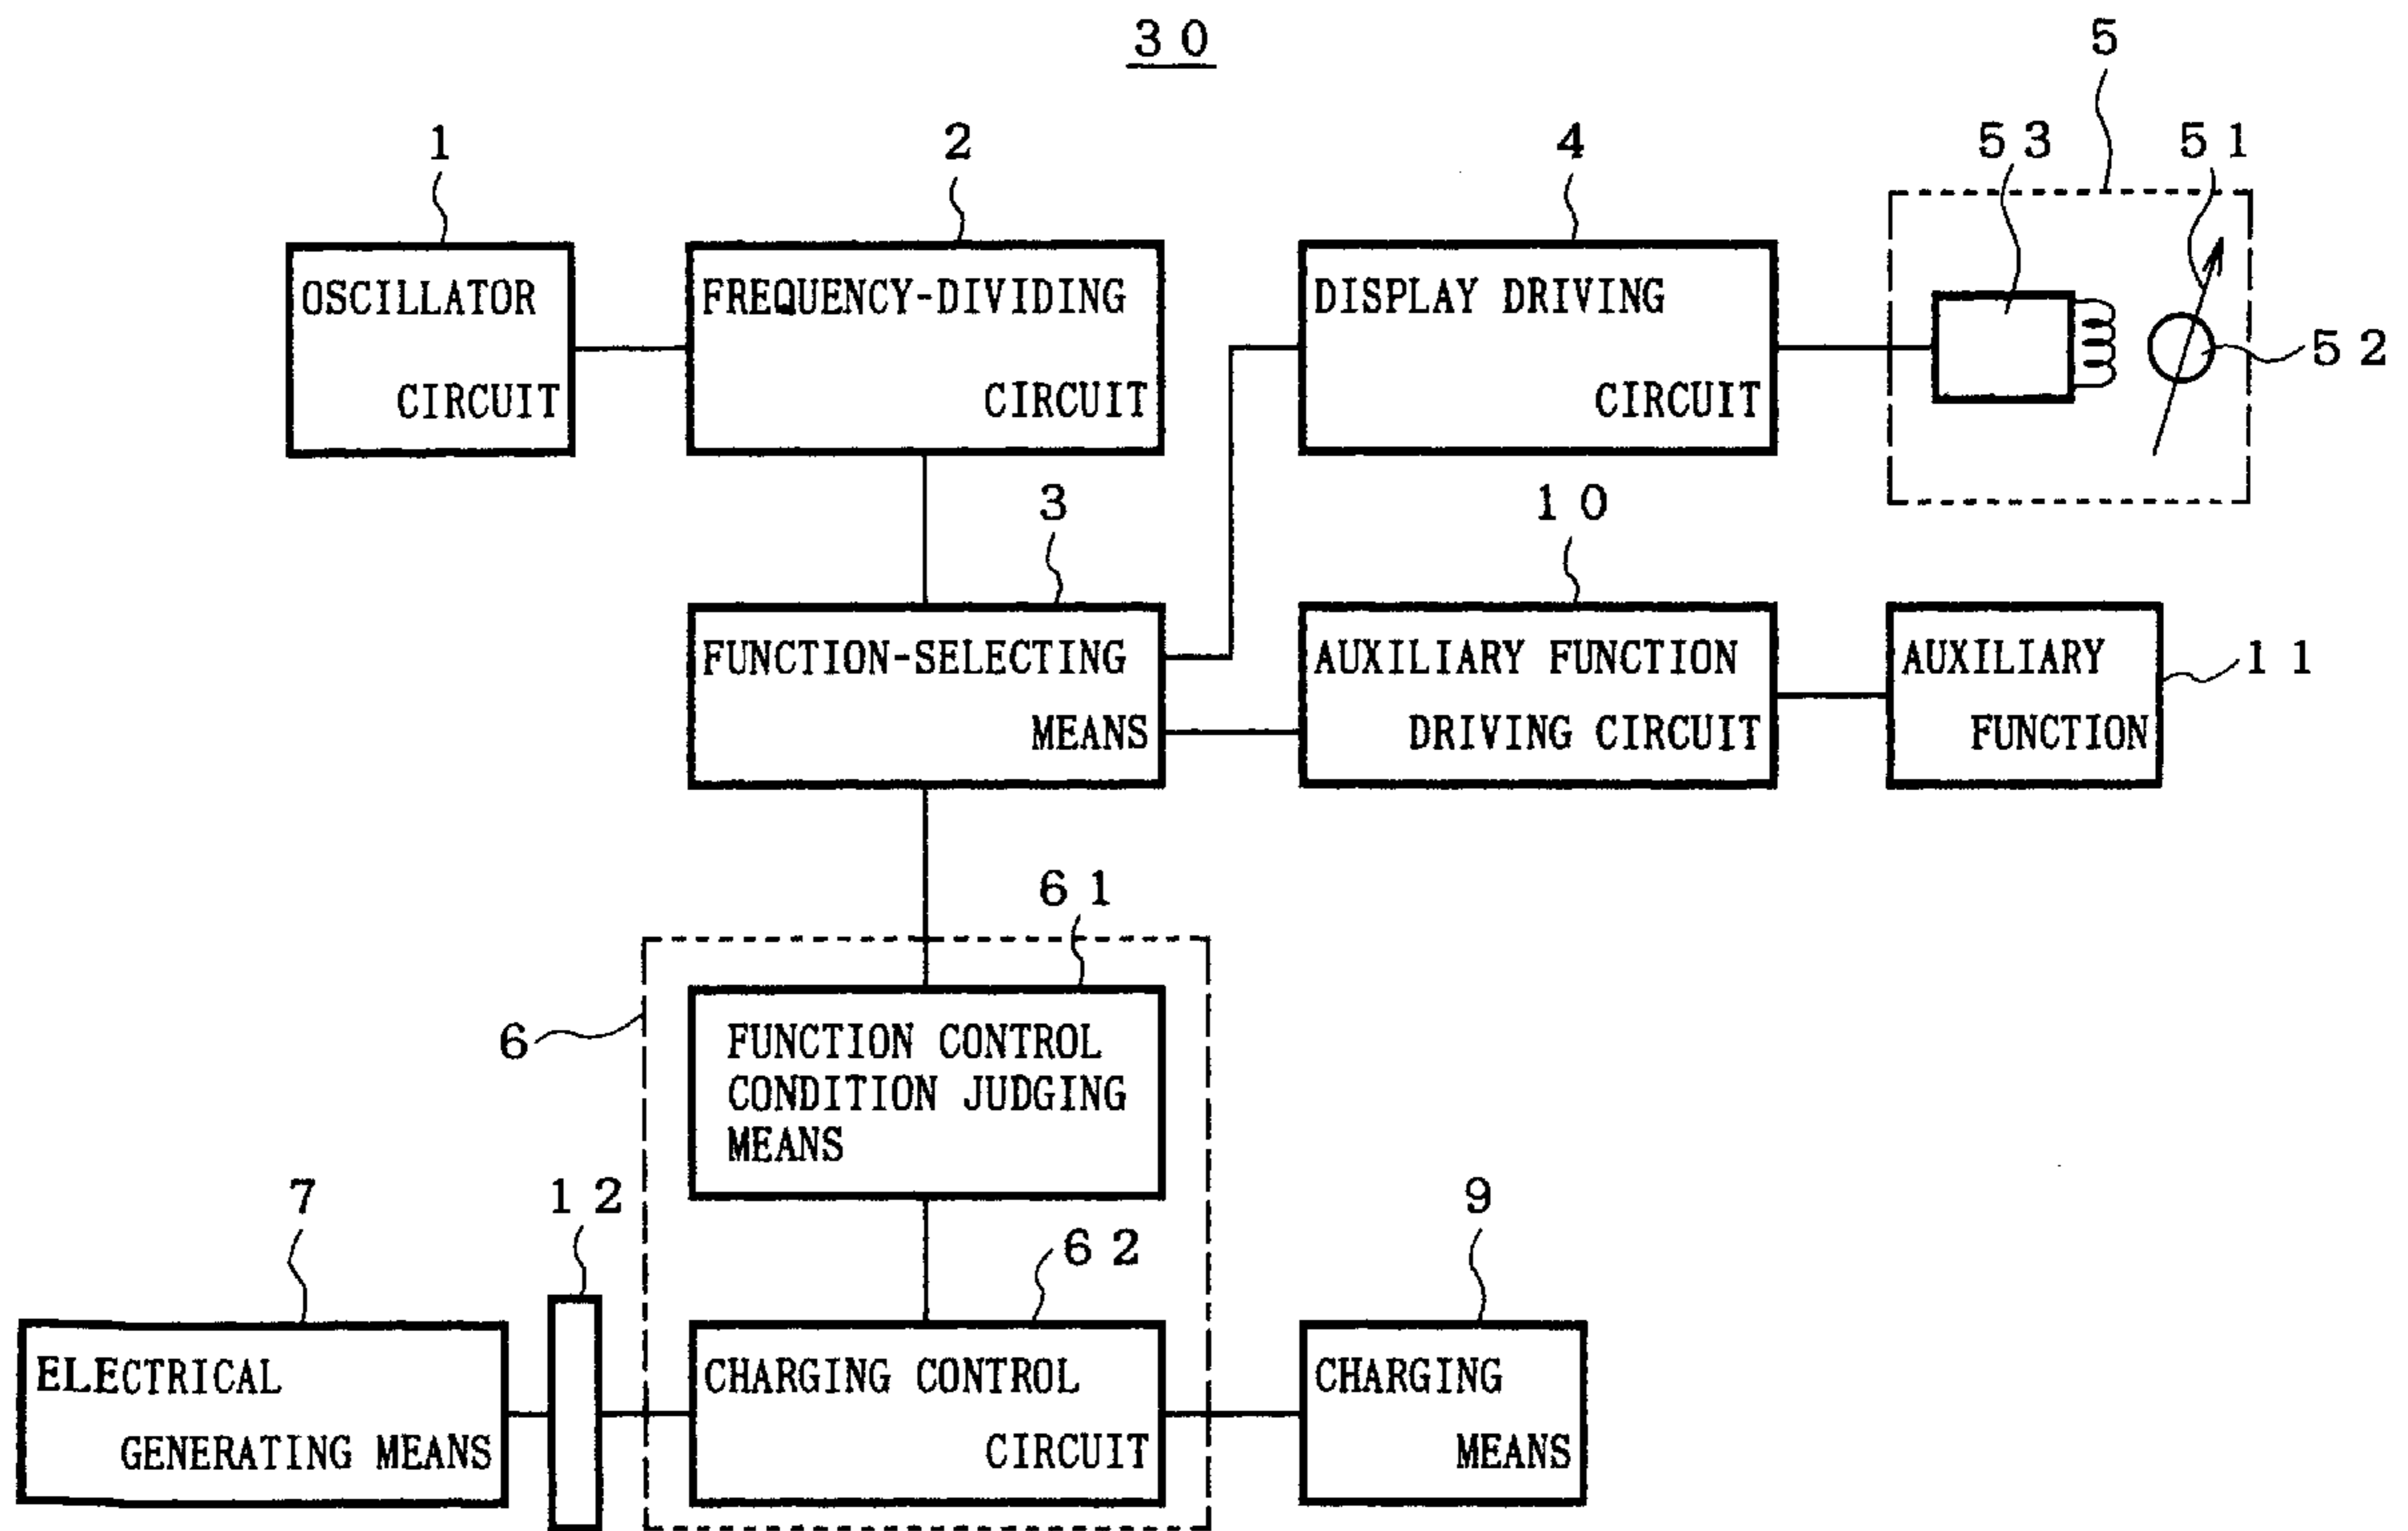 30
5
1
2
4
53
51
OSCILLATOR
CIRCUIT
FREQUENCY-DIVIDING
CIRCUIT
DISPLAY DRIVING
CIRCUIT
52
3
10
FUNCTION-SELECTING
MEANS
AUXILIARY FUNCTION
DRIVING CIRCUIT
AUXILIARY
FUNCTION
11
61
6
FUNCTION CONTROL
CONDITION JUDGING
MEANS
7
12
62
9
ELECTRICAL
GENERATING MEANS
CHARGING CONTROL
CIRCUIT
CHARGING
MEANS